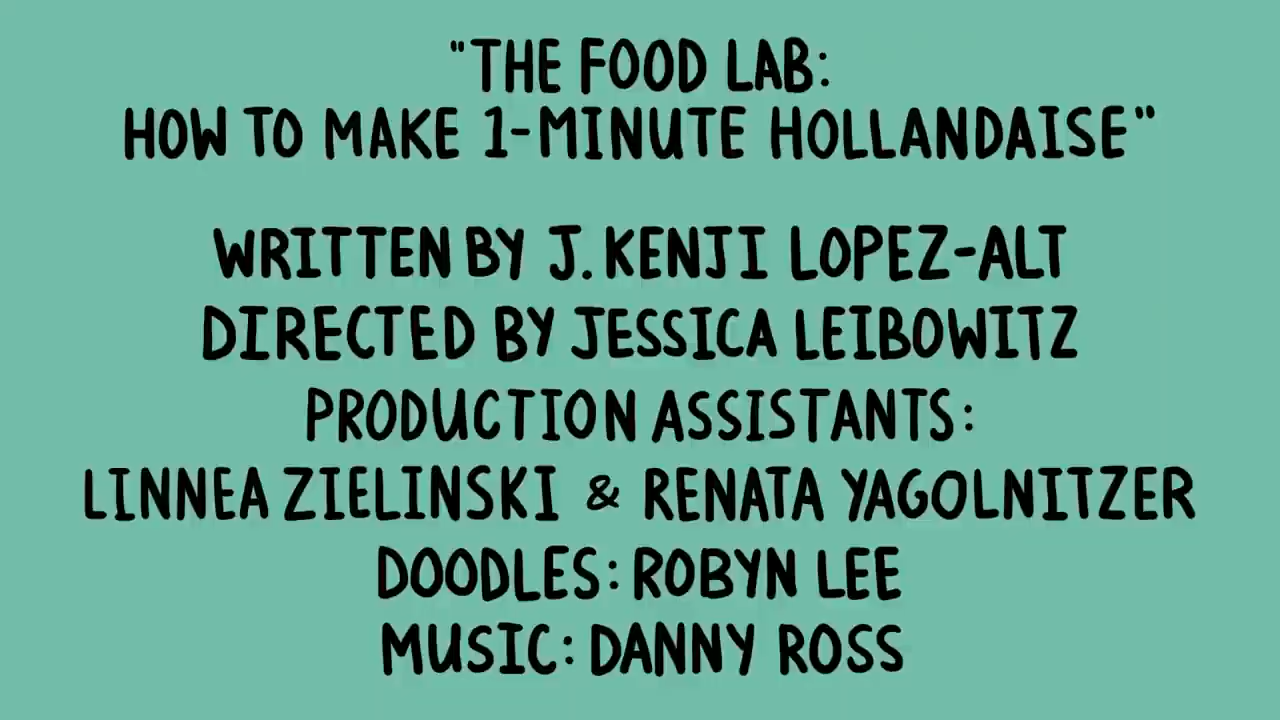 "THE FOOD LAB:
HOW TO MAKE 1-MINUTE HOLLANDAISE"
WRITTEN BY J. KENJI LOPEZ-ALT
DIRECTED BY JESSICA LEIBOWITZ
PRODUCTION ASSISTANTS:
LINNEA ZIELINSKI & RENATA YAGOLNITZER
DOODLES: ROBYN LEE
MUSIC: DANNY ROSS